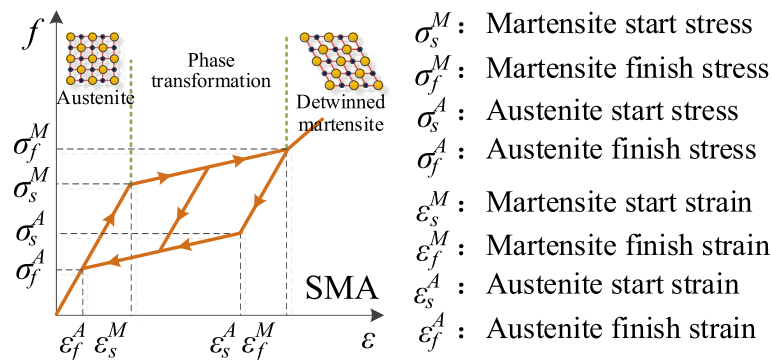 f
Austenite
Phase
transformation
Detwinned
martensite
σ_f^M
σ_s^M
σ_s^A
σ_f^A
SMA
ε_f^A ε_s^M ε_s^A ε_f^M ε
σ_s^M : Martensite start stress
σ_f^M : Martensite finish stress
σ_s^A : Austenite start stress
σ_f^A : Austenite finish stress
ε_s^M : Martensite start strain
ε_f^M : Martensite finish strain
ε_s^A : Austenite start strain
ε_f^A : Austenite finish strain